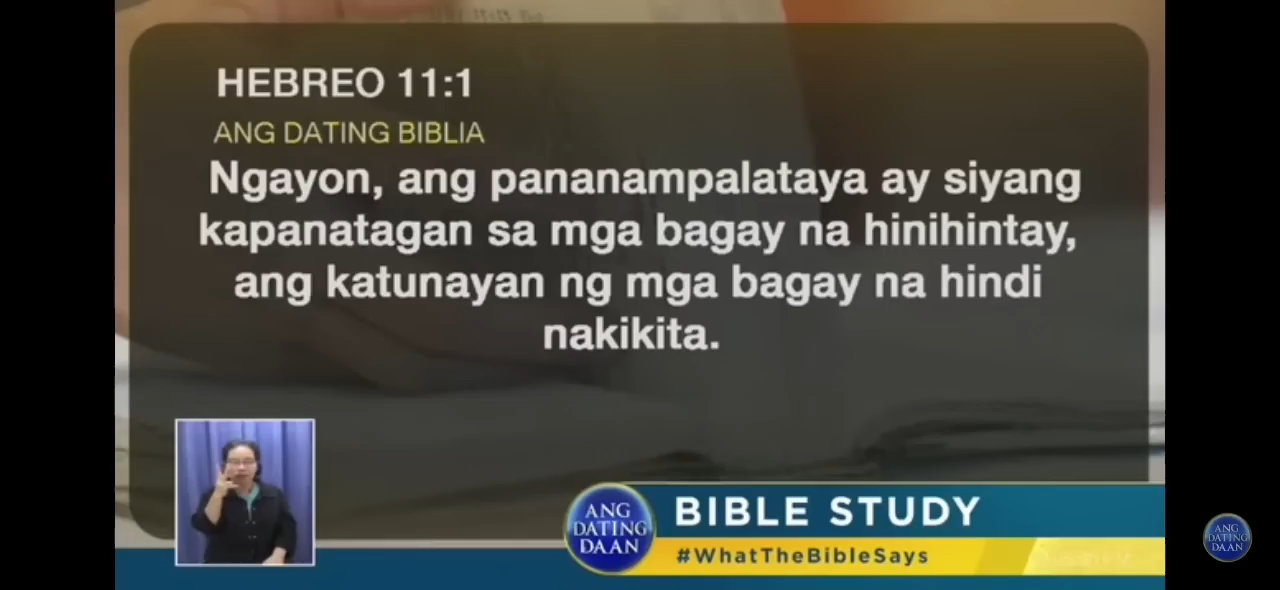 HEBREO 11:1
ANG DATING BIBLIA
Ngayon, ang pananampalataya ay siyang
kapanatagan sa mga bagay na hinihintay,
ang katunayan ng mga bagay na hindi
nakikita.
ANG
DATING
DAAN
BIBLE STUDY
#WhatTheBibleSays
ANG
DATING
DAAN